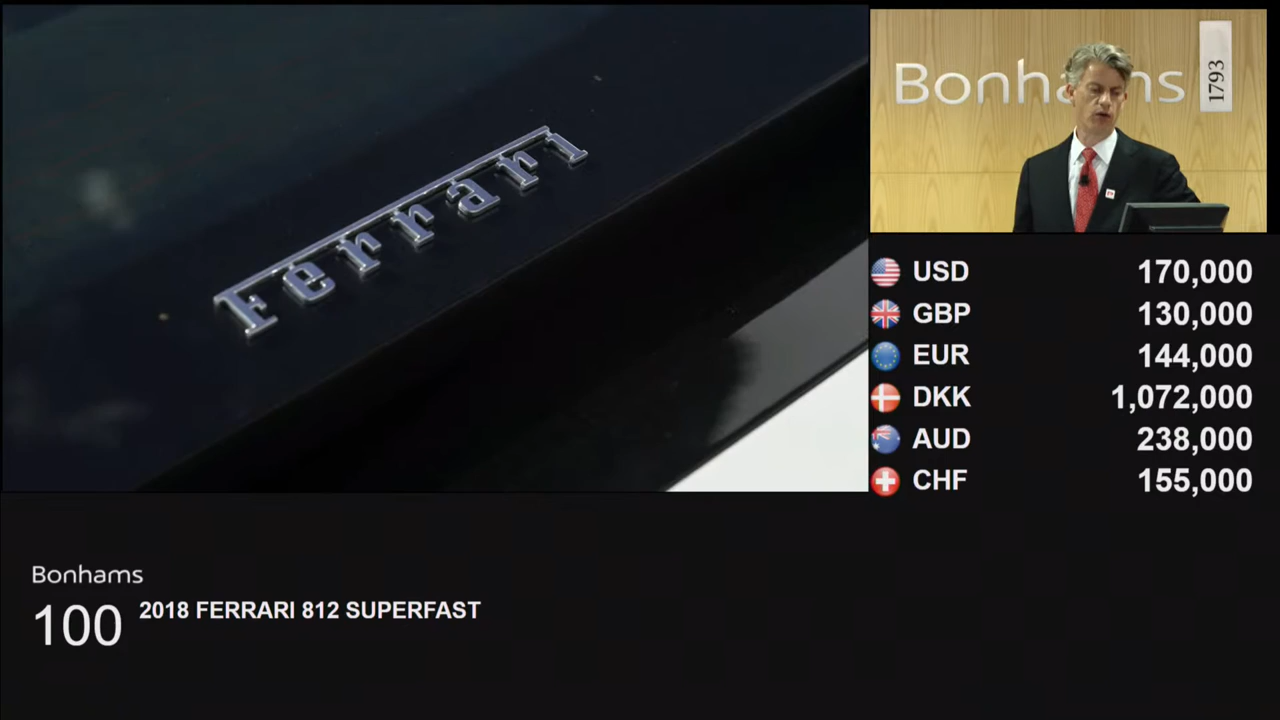 Ferrari
Bonhams
1793
USD 170,000
GBP 130,000
EUR 144,000
DKK 1,072,000
AUD 238,000
CHF 155,000
Bonhams
100 2018 FERRARI 812 SUPERFAST